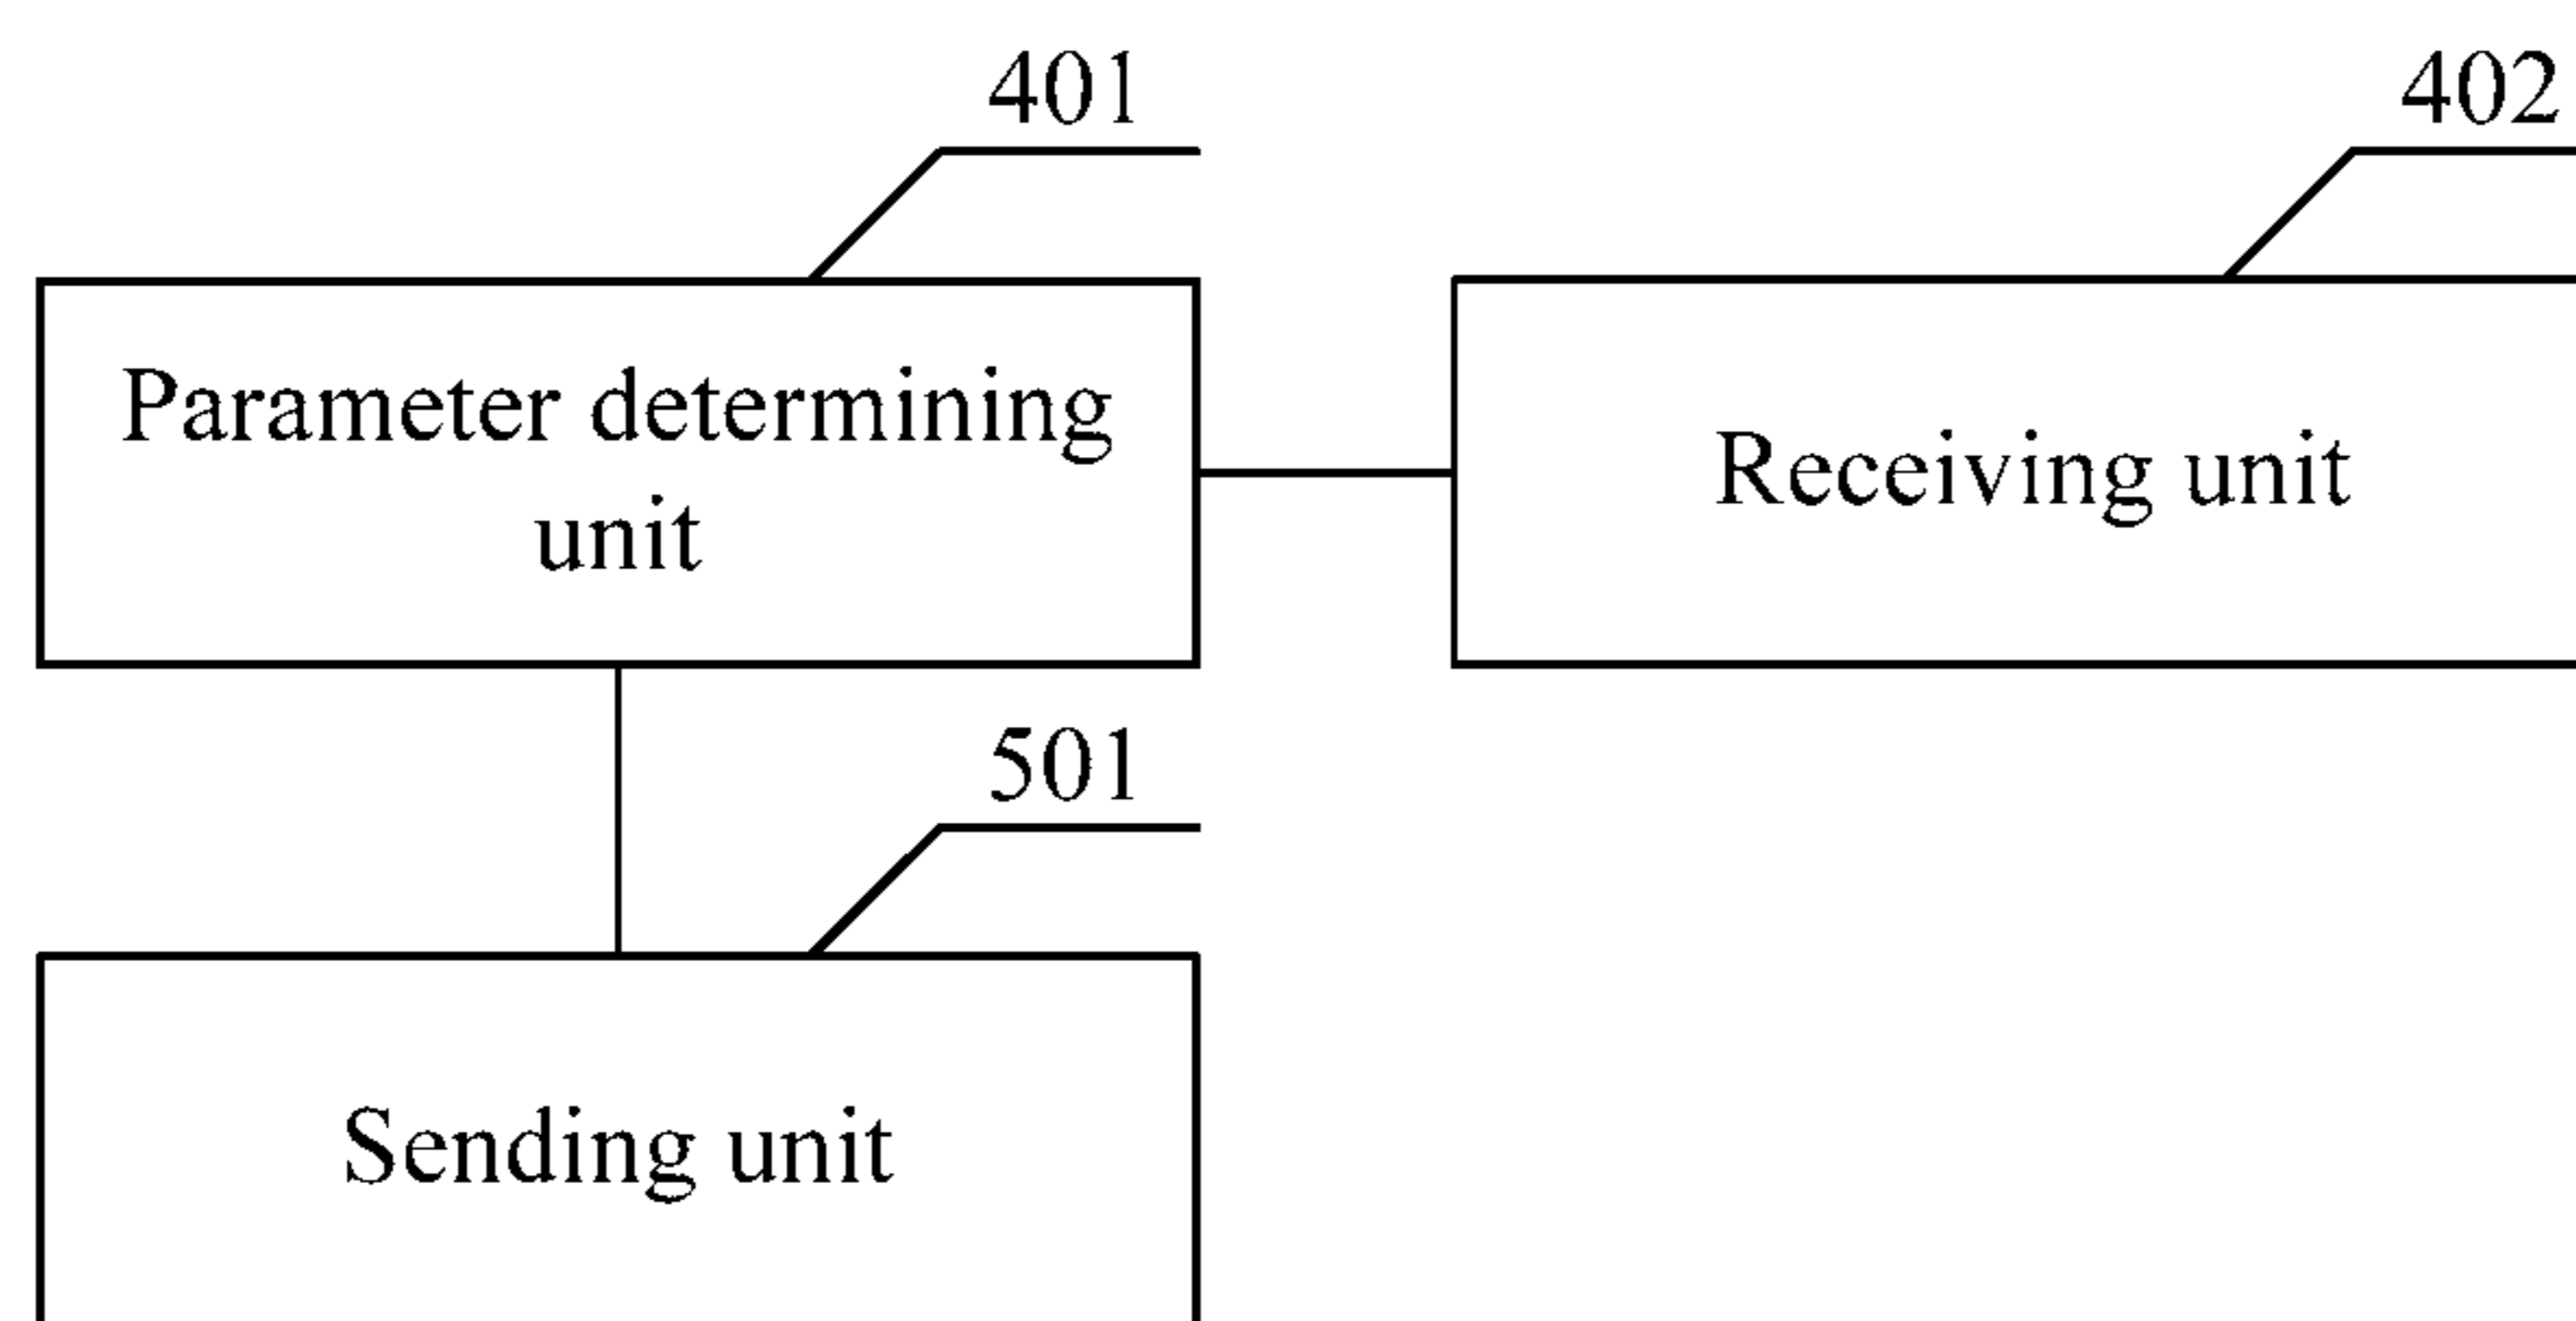 401
402
Parameter determining
unit
Receiving unit
501
Sending unit